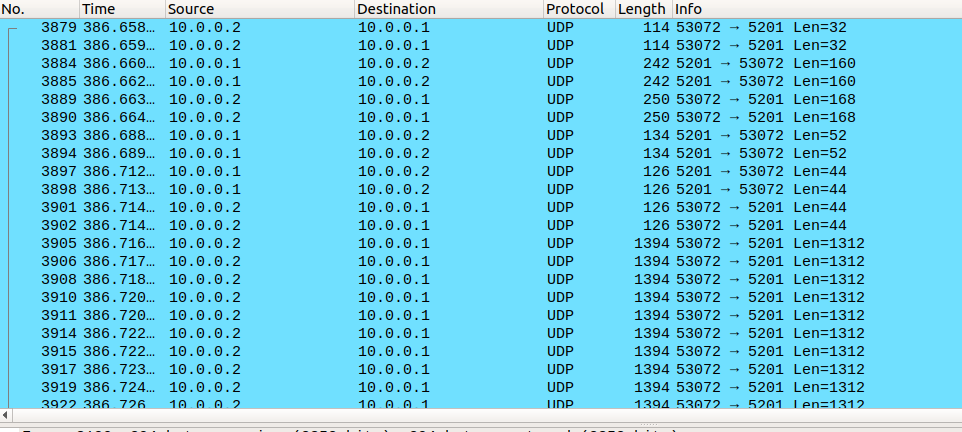 No. Time Source Destination Protocol Length Info
3879 386.658… 10.0.0.2 10.0.0.1 UDP 114 53072 → 5201 Len=32
3881 386.659… 10.0.0.2 10.0.0.1 UDP 114 53072 → 5201 Len=32
3884 386.660… 10.0.0.1 10.0.0.2 UDP 242 5201 → 53072 Len=160
3885 386.662… 10.0.0.1 10.0.0.2 UDP 242 5201 → 53072 Len=160
3889 386.663… 10.0.0.2 10.0.0.1 UDP 250 53072 → 5201 Len=168
3890 386.664… 10.0.0.2 10.0.0.1 UDP 250 53072 → 5201 Len=168
3893 386.688… 10.0.0.1 10.0.0.2 UDP 134 5201 → 53072 Len=52
3894 386.689… 10.0.0.1 10.0.0.2 UDP 134 5201 → 53072 Len=52
3897 386.712… 10.0.0.1 10.0.0.2 UDP 126 5201 → 53072 Len=44
3898 386.713… 10.0.0.1 10.0.0.2 UDP 126 5201 → 53072 Len=44
3901 386.714… 10.0.0.2 10.0.0.1 UDP 126 53072 → 5201 Len=44
3902 386.714… 10.0.0.2 10.0.0.1 UDP 126 53072 → 5201 Len=44
3905 386.716… 10.0.0.2 10.0.0.1 UDP 1394 53072 → 5201 Len=1312
3906 386.717… 10.0.0.2 10.0.0.1 UDP 1394 53072 → 5201 Len=1312
3908 386.718… 10.0.0.2 10.0.0.1 UDP 1394 53072 → 5201 Len=1312
3910 386.720… 10.0.0.2 10.0.0.1 UDP 1394 53072 → 5201 Len=1312
3911 386.720… 10.0.0.2 10.0.0.1 UDP 1394 53072 → 5201 Len=1312
3914 386.722… 10.0.0.2 10.0.0.1 UDP 1394 53072 → 5201 Len=1312
3915 386.722… 10.0.0.2 10.0.0.1 UDP 1394 53072 → 5201 Len=1312
3917 386.723… 10.0.0.2 10.0.0.1 UDP 1394 53072 → 5201 Len=1312
3919 386.724… 10.0.0.2 10.0.0.1 UDP 1394 53072 → 5201 Len=1312
3922 386.726… 10.0.0.2 10.0.0.1 UDP 1394 53072 → 5201 Len=1312